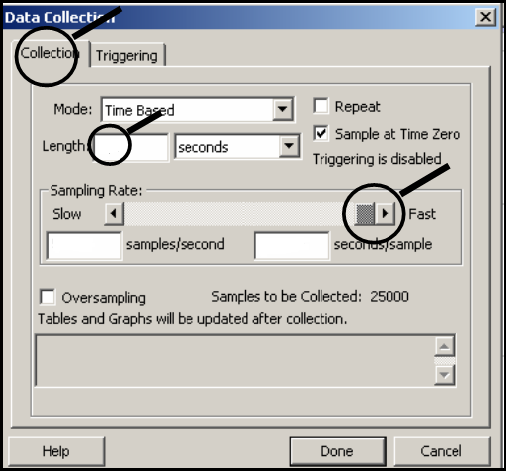 Data Collection
Collection Triggering
Mode: Time Based Repeat
Length: seconds Sample at Time Zero
Triggering is disabled
Sampling Rate:
Slow Fast
samples/second seconds/sample
Oversampling Samples to be Collected: 25000
Tables and Graphs will be updated after collection.
Help Done Cancel